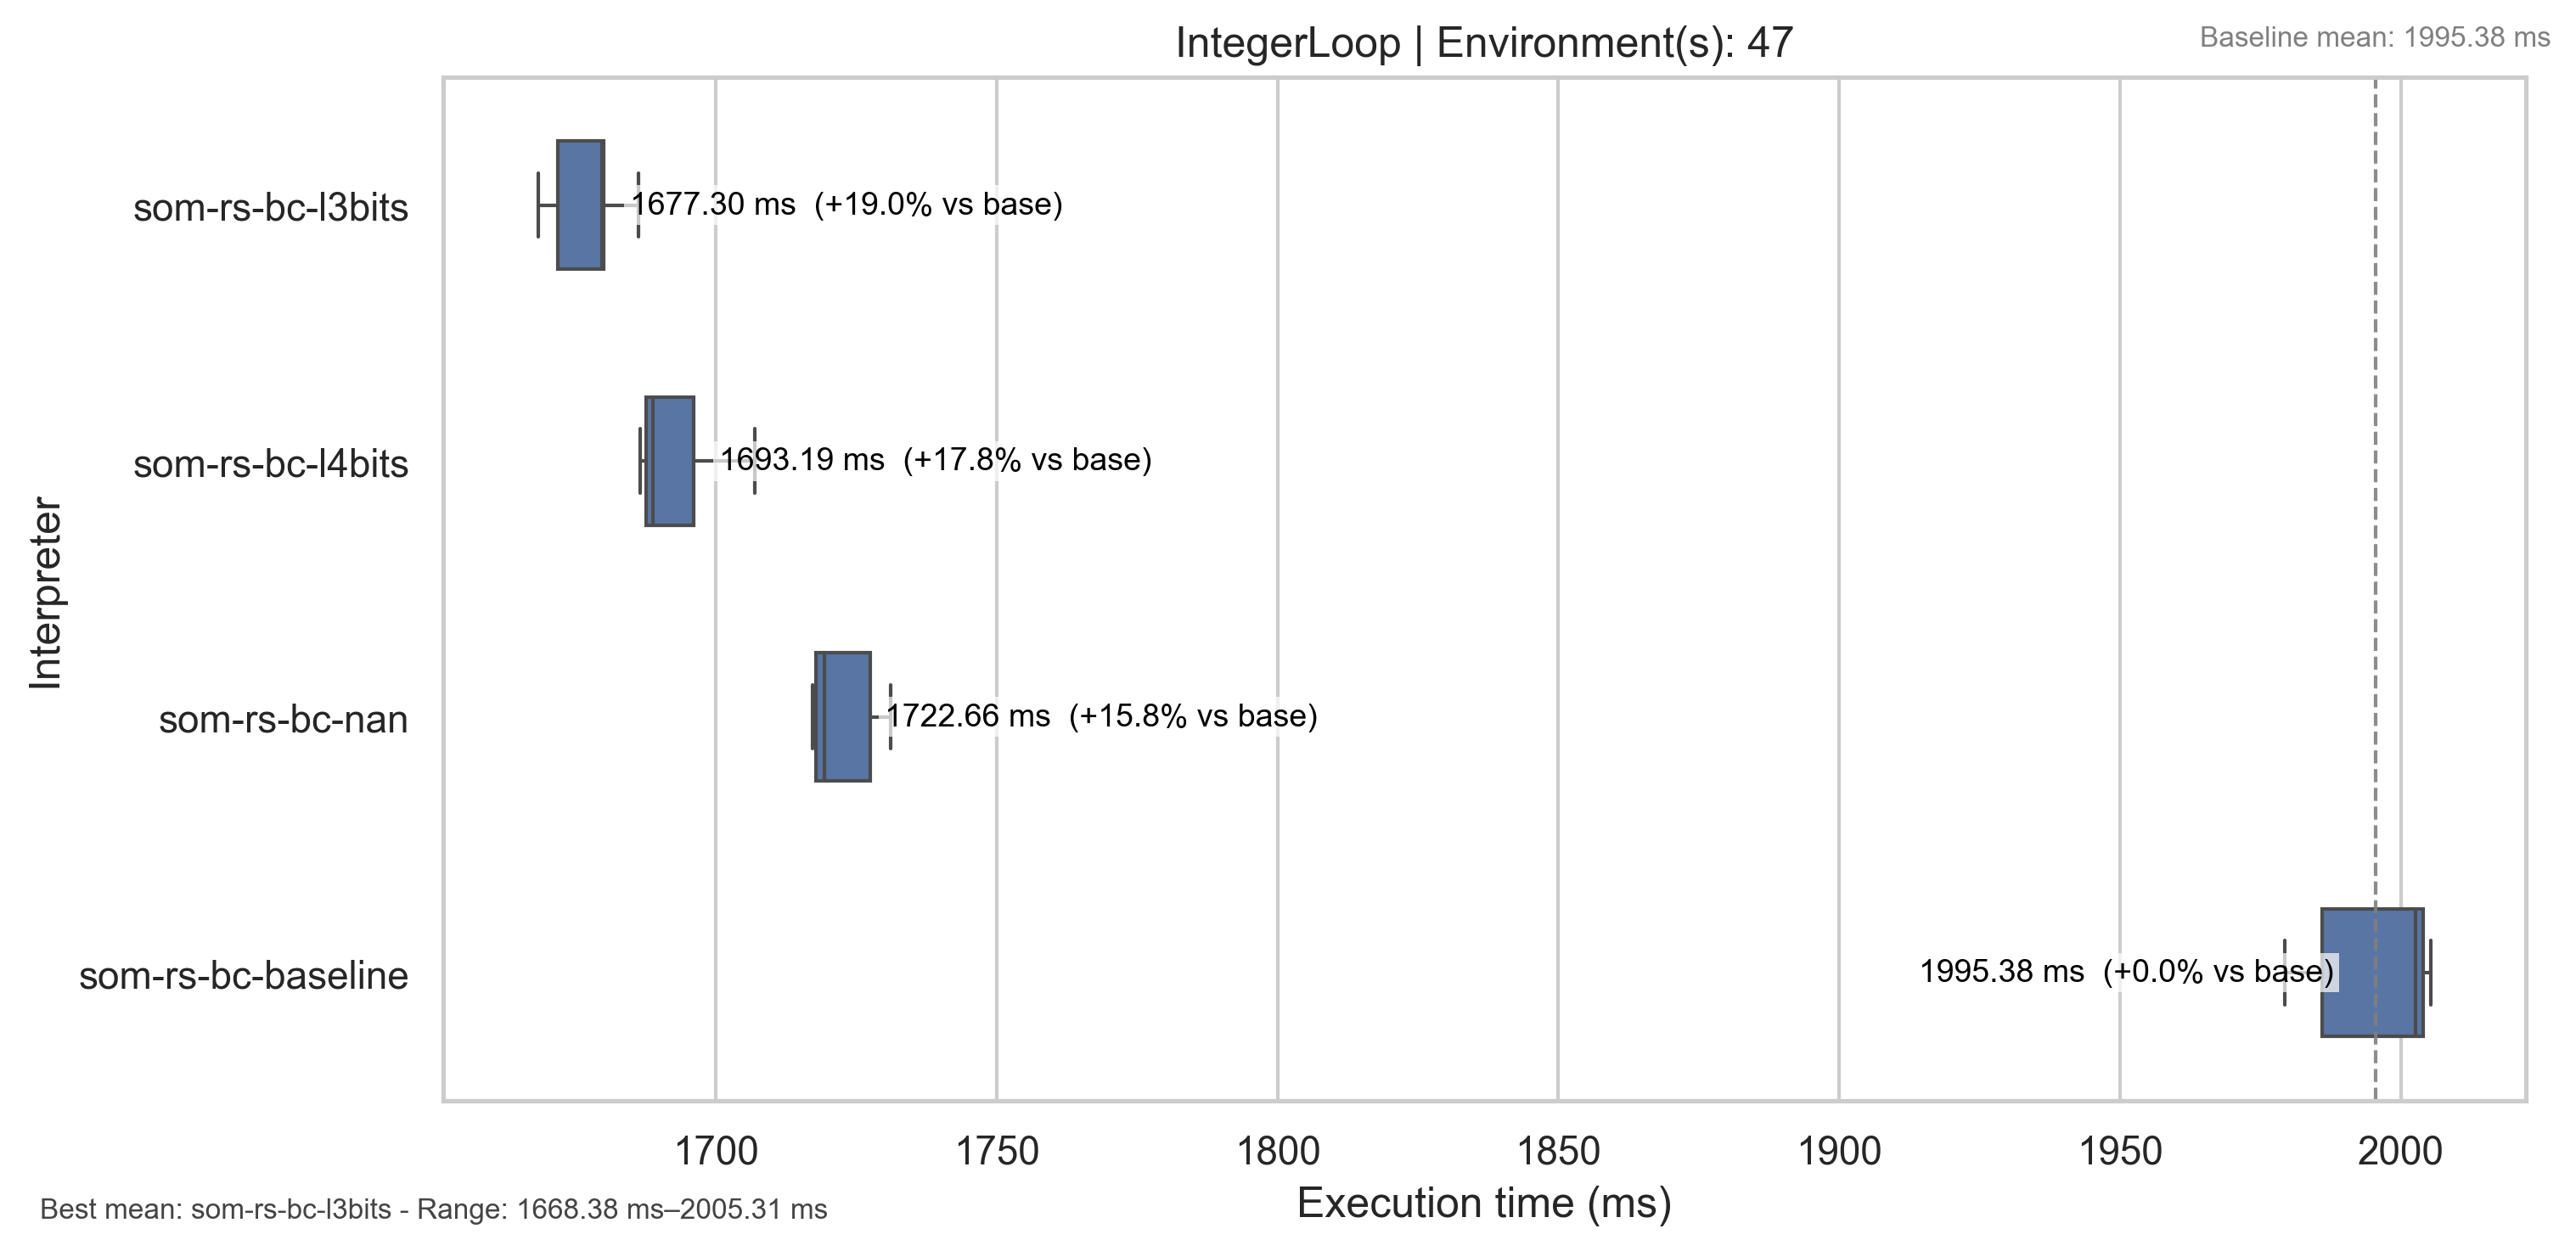 IntegerLoop | Environment(s): 47
Baseline mean: 1995.38 ms
Interpreter
som-rs-bc-l3bits
1677.30 ms (+19.0% vs base)
som-rs-bc-l4bits
1693.19 ms (+17.8% vs base)
som-rs-bc-nan
1722.66 ms (+15.8% vs base)
som-rs-bc-baseline
1995.38 ms (+0.0% vs base)
1700 1750 1800 1850 1900 1950 2000
Execution time (ms)
Best mean: som-rs-bc-l3bits - Range: 1668.38 ms–2005.31 ms